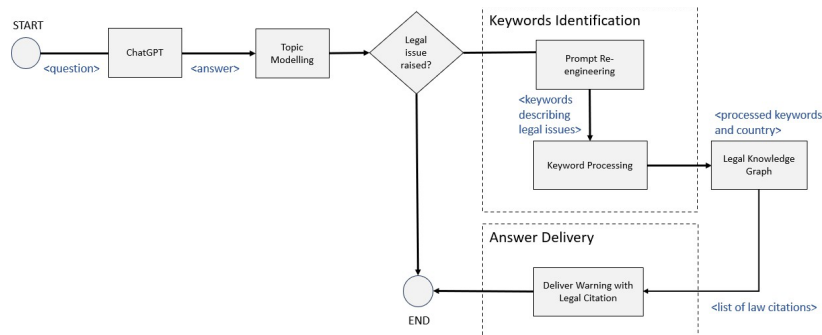 START
<question>
ChatGPT
<answer>
Topic
Modelling
Legal
issue
raised?
Keywords Identification
Prompt Re-
engineering
<keywords
describing
legal issues>
Keyword Processing
<processed keywords
and country>
Legal Knowledge
Graph
Answer Delivery
Deliver Warning with
Legal Citation
<list of law citations>
END